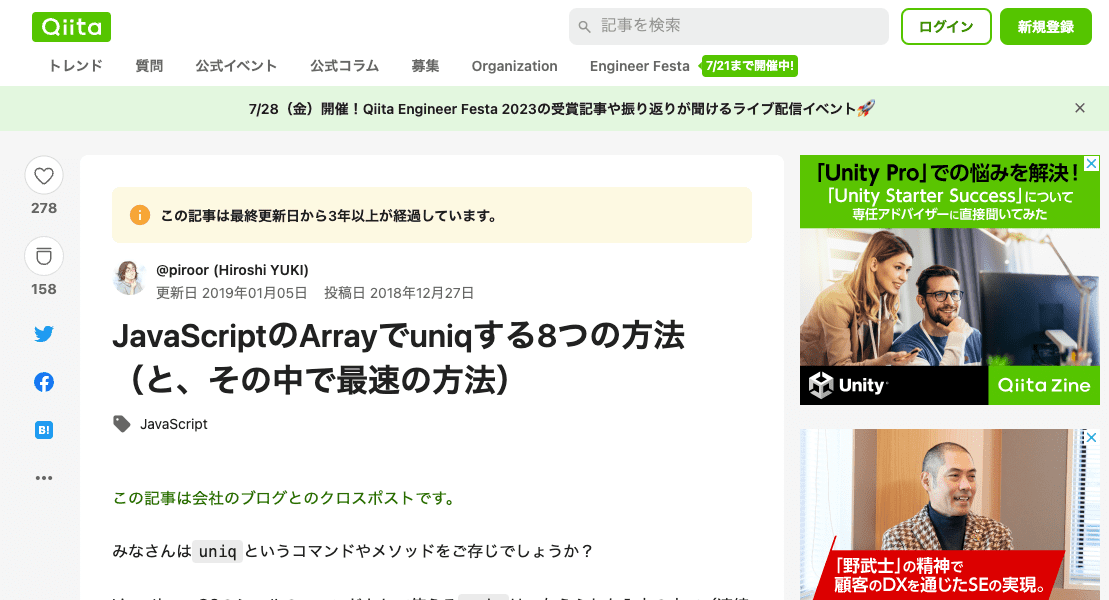 Qiita
記事を検索
ログイン
新規登録
トレンド
質問
公式イベント
公式コラム
募集
Organization
Engineer Festa
7/21まで開催中!
7/28（金）開催！Qiita Engineer Festa 2023の受賞記事や振り返りが聞けるライブ配信イベント🚀
278
158
B!
この記事は最終更新日から3年以上が経過しています。
@piroor (Hiroshi YUKI)
更新日 2019年01月05日 投稿日 2018年12月27日
JavaScriptのArrayでuniqする8つの方法
（と、その中で最速の方法）
JavaScript
この記事は会社のブログとのクロスポストです。
みなさんは uniq というコマンドやメソッドをご存じでしょうか？
「Unity Pro」での悩みを解決！
「Unity Starter Success」について
専任アドバイザーに直接聞いてみた
Unity
Qiita Zine
「野武士」の精神で
顧客のDXを通じたSEの実現。